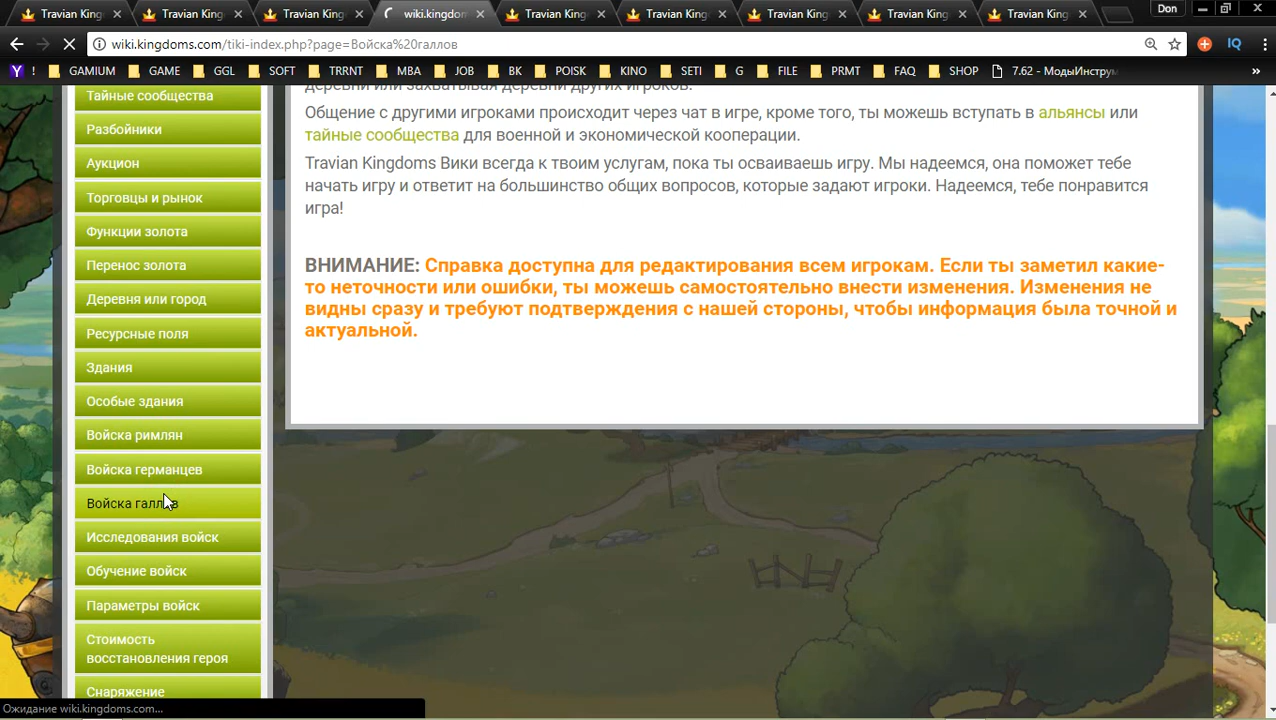 Travian King
Travian King
Travian King
wiki.kingdom
Travian King
Travian King
Travian King
Travian King
Travian King
Don
wiki.kingdoms.com/tiki-index.php?page=Войска%20галлов
IQ
Y
!
GAMIUM
GAME
GGL
SOFT
TRRNT
MBA
JOB
BK
POISK
KINO
SETI
G
FILE
PRMT
FAQ
SHOP
7.62 - МодыИнструм
»
Тайные сообщества
Разбойники
Аукцион
Торговцы и рынок
Функции золота
Перенос золота
Деревня или город
Ресурсные поля
Здания
Особые здания
Войска римлян
Войска германцев
Войска галлов
Исследования войск
Обучение войск
Параметры войск
Стоимость
восстановления героя
Снаряжение
деревни или захватывая деревни других игроков.
Общение с другими игроками происходит через чат в игре, кроме того, ты можешь вступать в альянсы или
тайные сообщества для военной и экономической кооперации.
Travian Kingdoms Вики всегда к твоим услугам, пока ты осваиваешь игру. Мы надеемся, она поможет тебе
начать игру и ответит на большинство общих вопросов, которые задают игроки. Надеемся, тебе понравится
игра!
ВНИМАНИЕ: Справка доступна для редактирования всем игрокам. Если ты заметил какие-
то неточности или ошибки, ты можешь самостоятельно внести изменения. Изменения не
видны сразу и требуют подтверждения с нашей стороны, чтобы информация была точной и
актуальной.
Ожидание wiki.kingdoms.com...